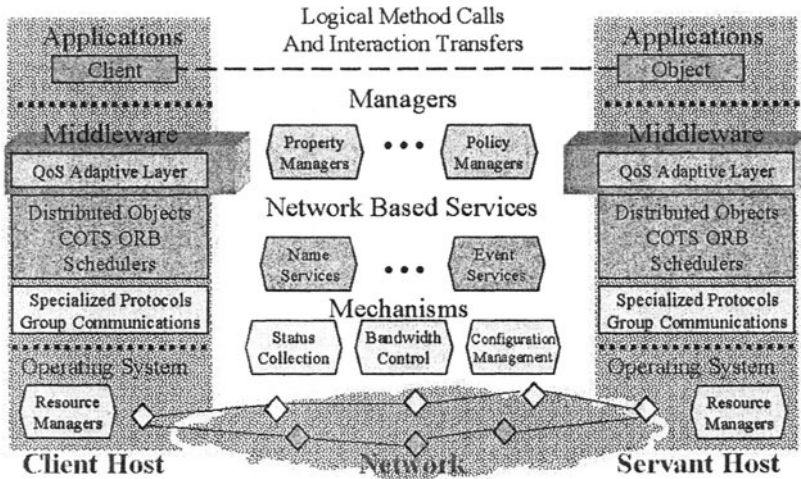 Logical Method Calls
And Interaction Transfers
Applications
Client
Applications
Object
Managers
Middleware
Property
Managers
•••
Policy
Managers
Middleware
QoS Adaptive Layer
QoS Adaptive Layer
Network Based Services
Distributed Objects
COTS ORB
Schedulers
Distributed Objects
COTS ORB
Schedulers
Name
Services
•••
Event
Services
Mechanisms
Specialized Protocols
Group Communications
Specialized Protocols
Group Communications
Status
Collection
Bandwidth
Control
Configuration
Management
Operating System
Operating System
Resource
Managers
Resource
Managers
Client Host
Network
Servant Host